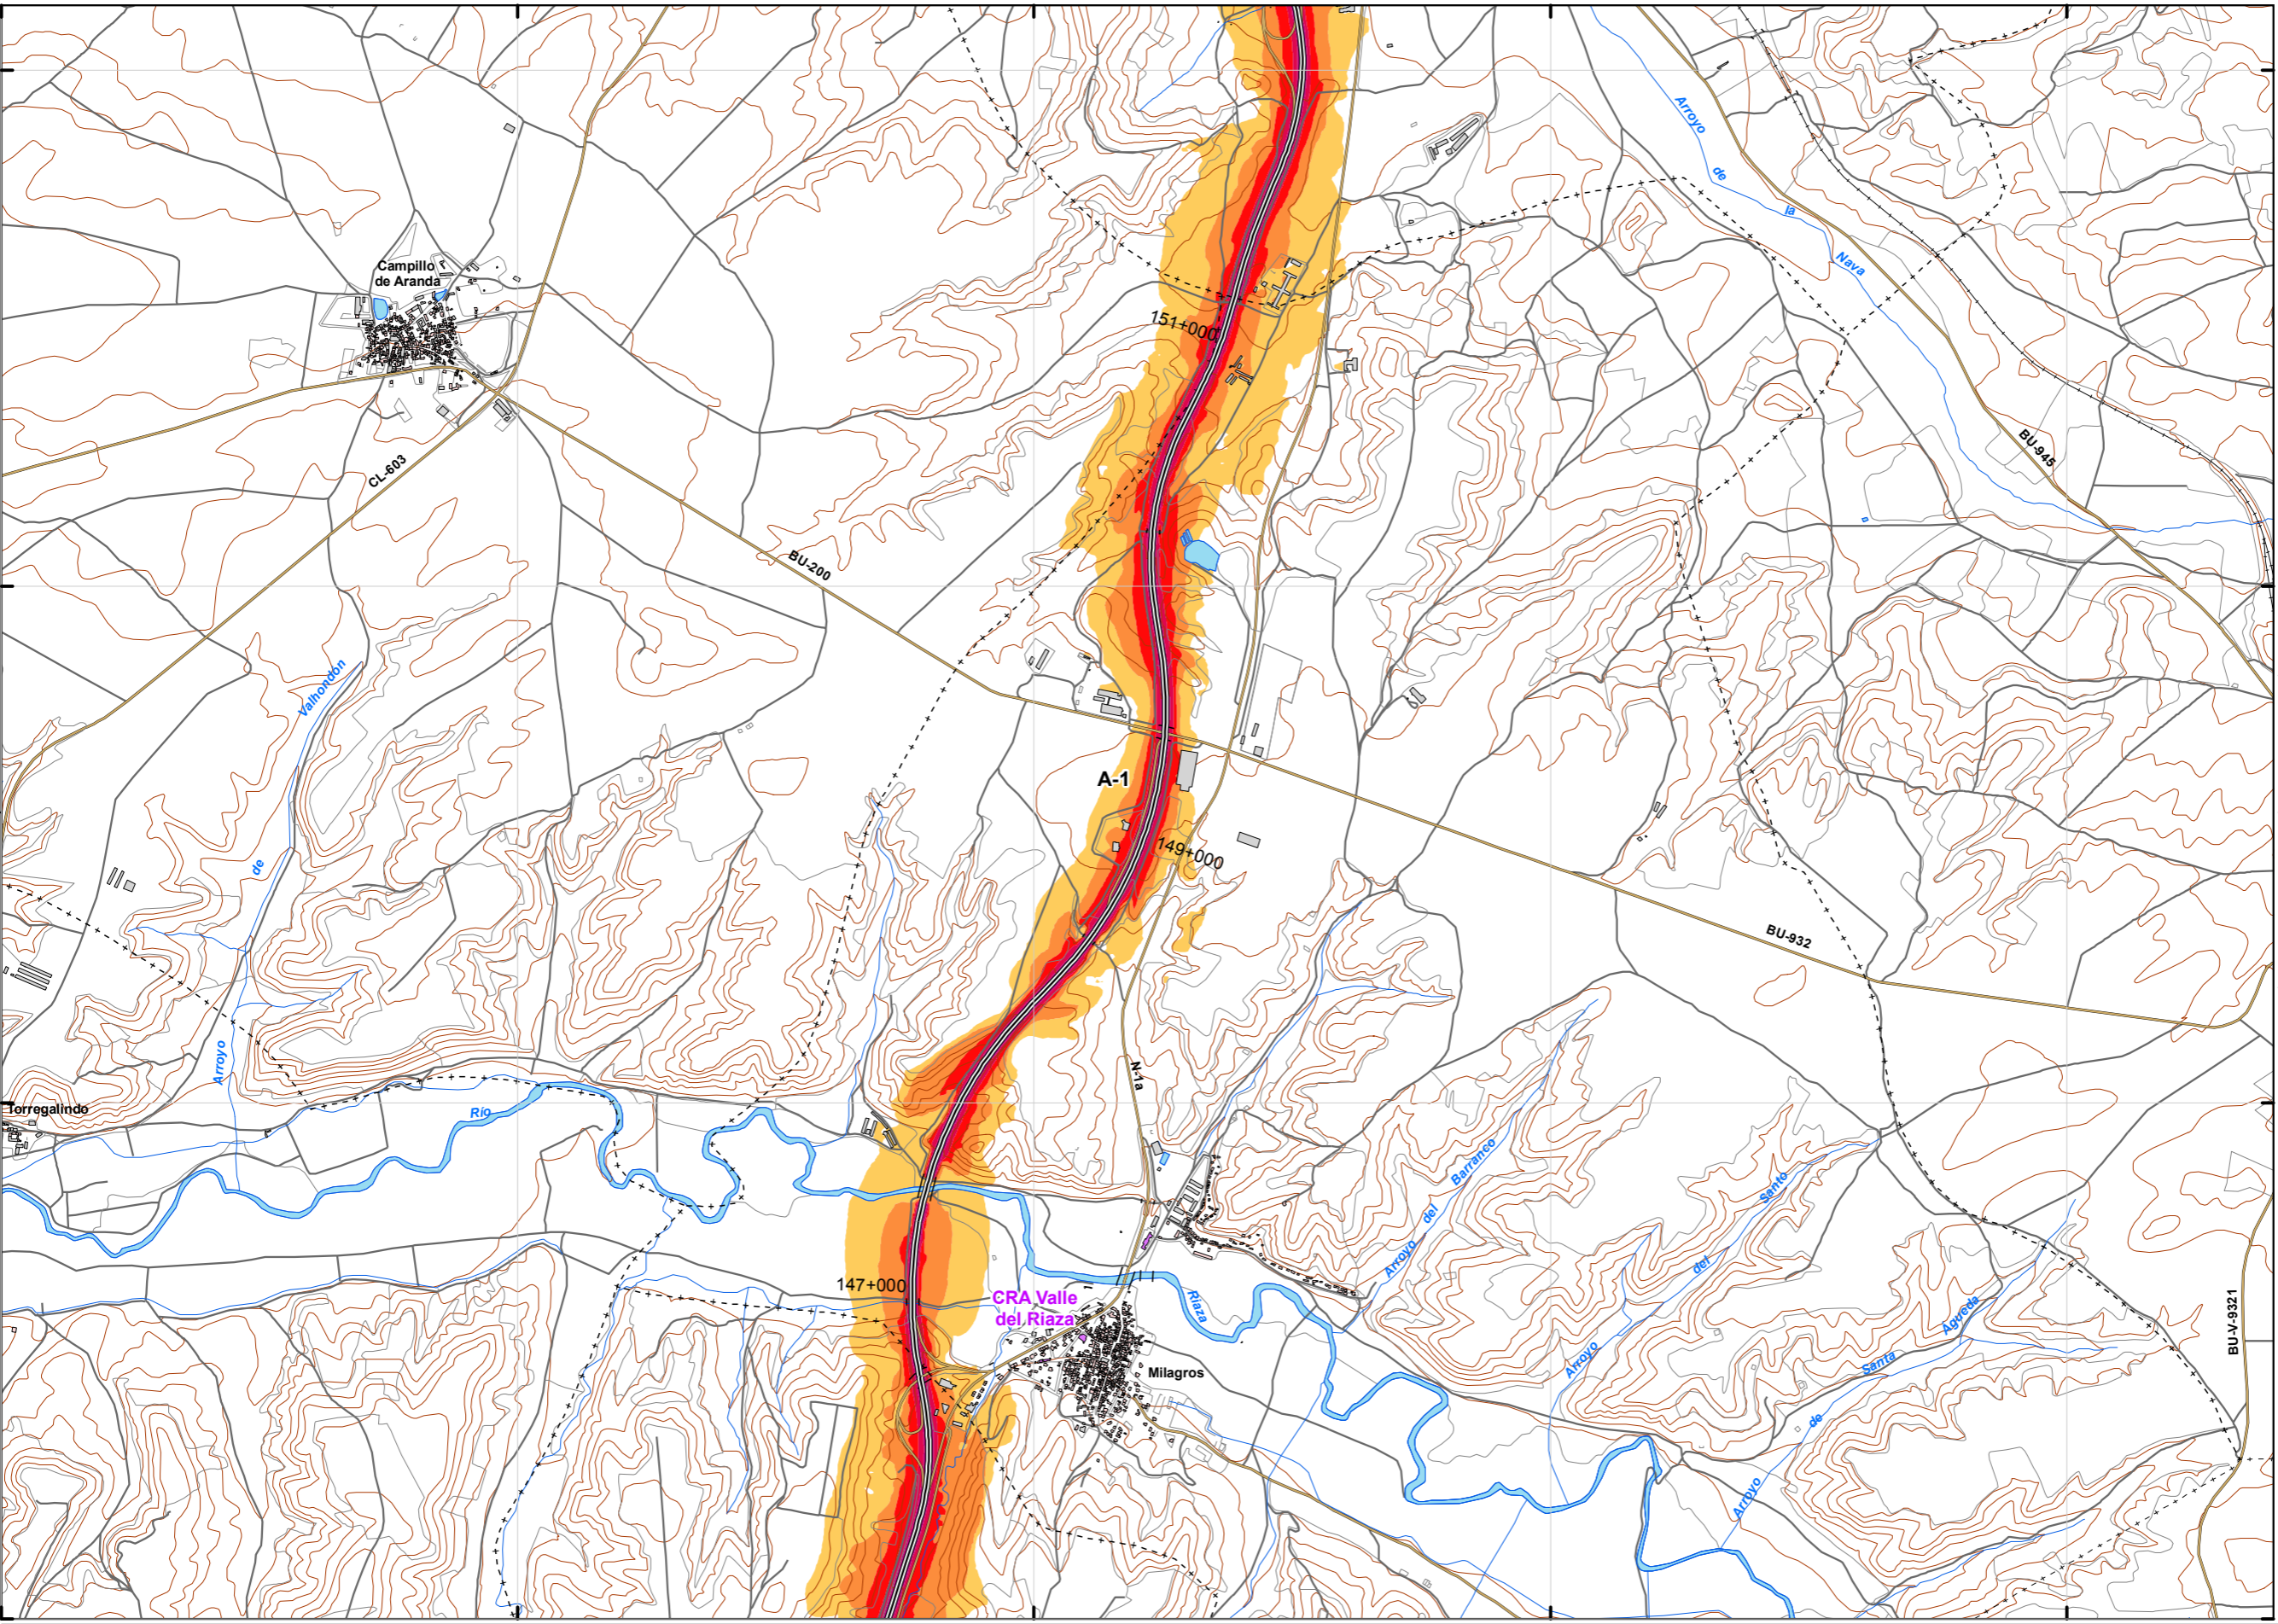 Arroyo
de
la
Nava
Campillo
de Aranda
151+000
CL-603
BU-945
BU-200
Valhondón
A-1
149+000
de
BU-932
Arroyo
N-1a
Torregalindo
Río
Barranco
del
Arroyo
Santo
del
Arroyo
147+000
CRA Valle
del Riaza
Riaza
Milagros
Águeda
Santa
de
Arroyo
BU-V-9321